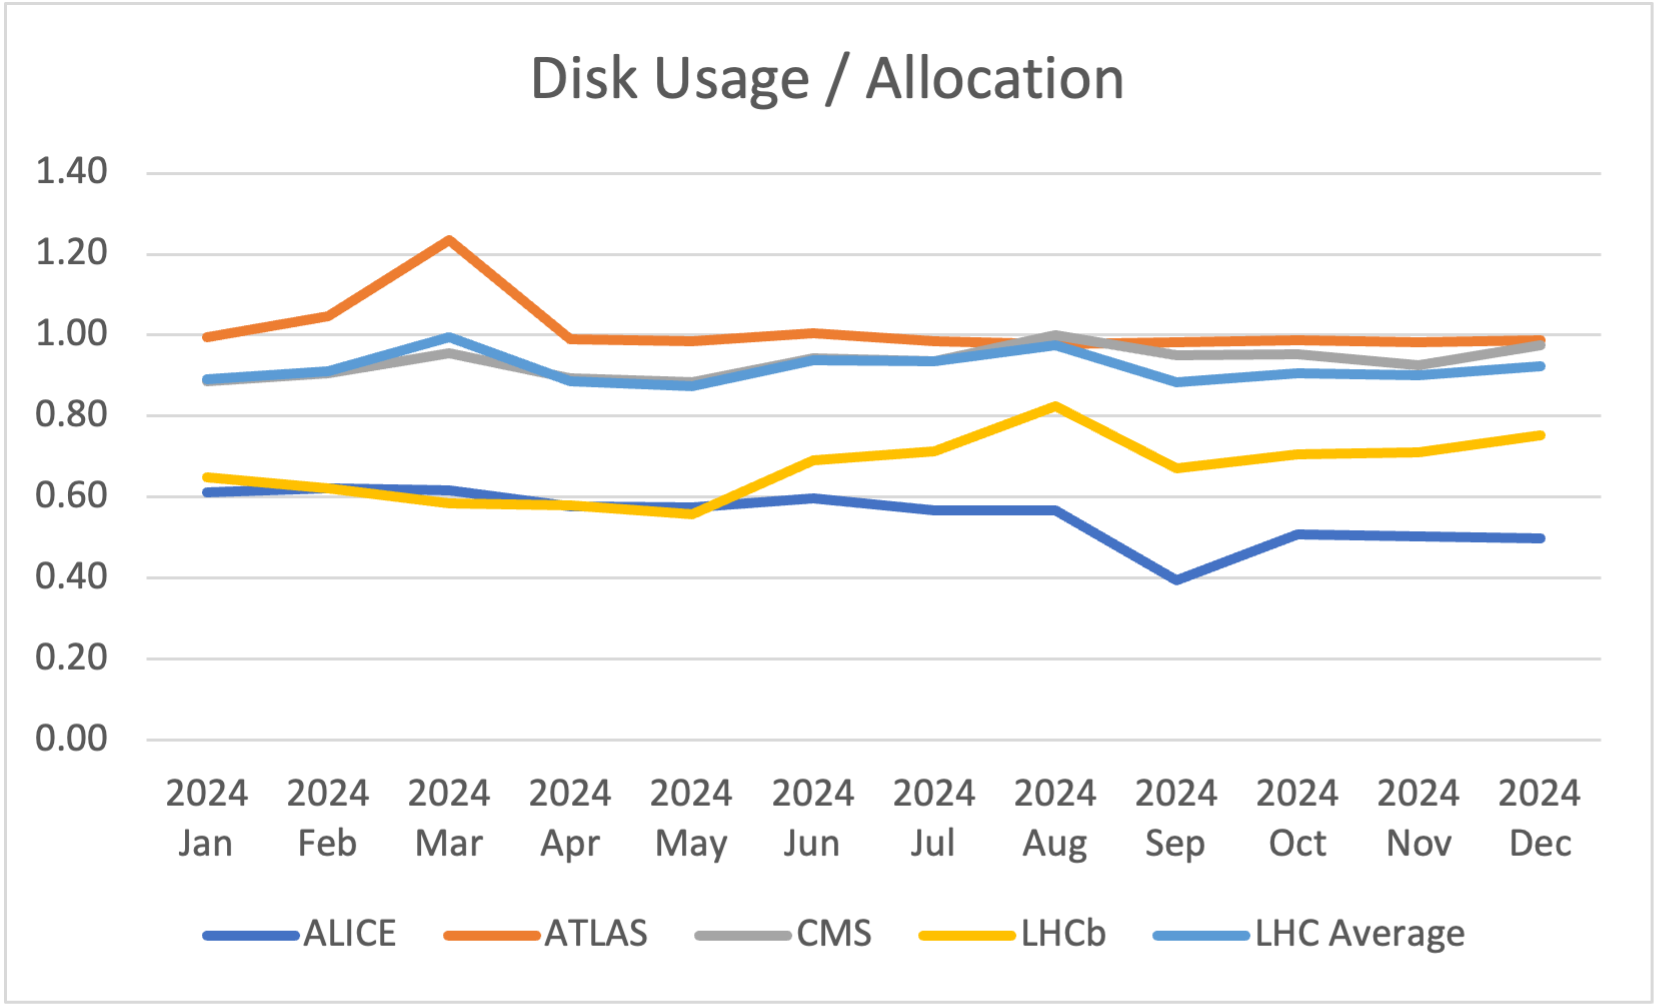 Disk Usage / Allocation
1.40
1.20
1.00
0.80
0.60
0.40
0.20
0.00
2024 2024 2024 2024 2024 2024 2024 2024 2024 2024 2024 2024
Jan Feb Mar Apr May Jun Jul Aug Sep Oct Nov Dec
ALICE ATLAS CMS LHCb LHC Average